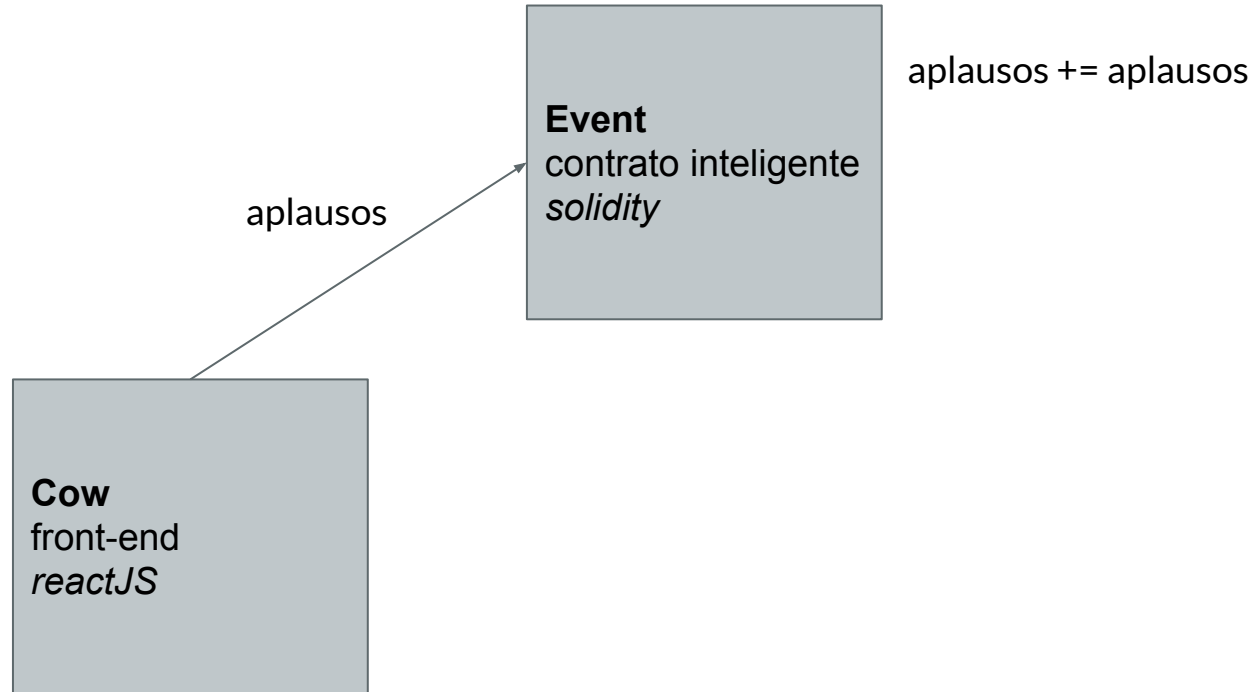 aplausos += aplausos
Event
contrato inteligente
solidity
aplausos
Cow
front-end
reactJS